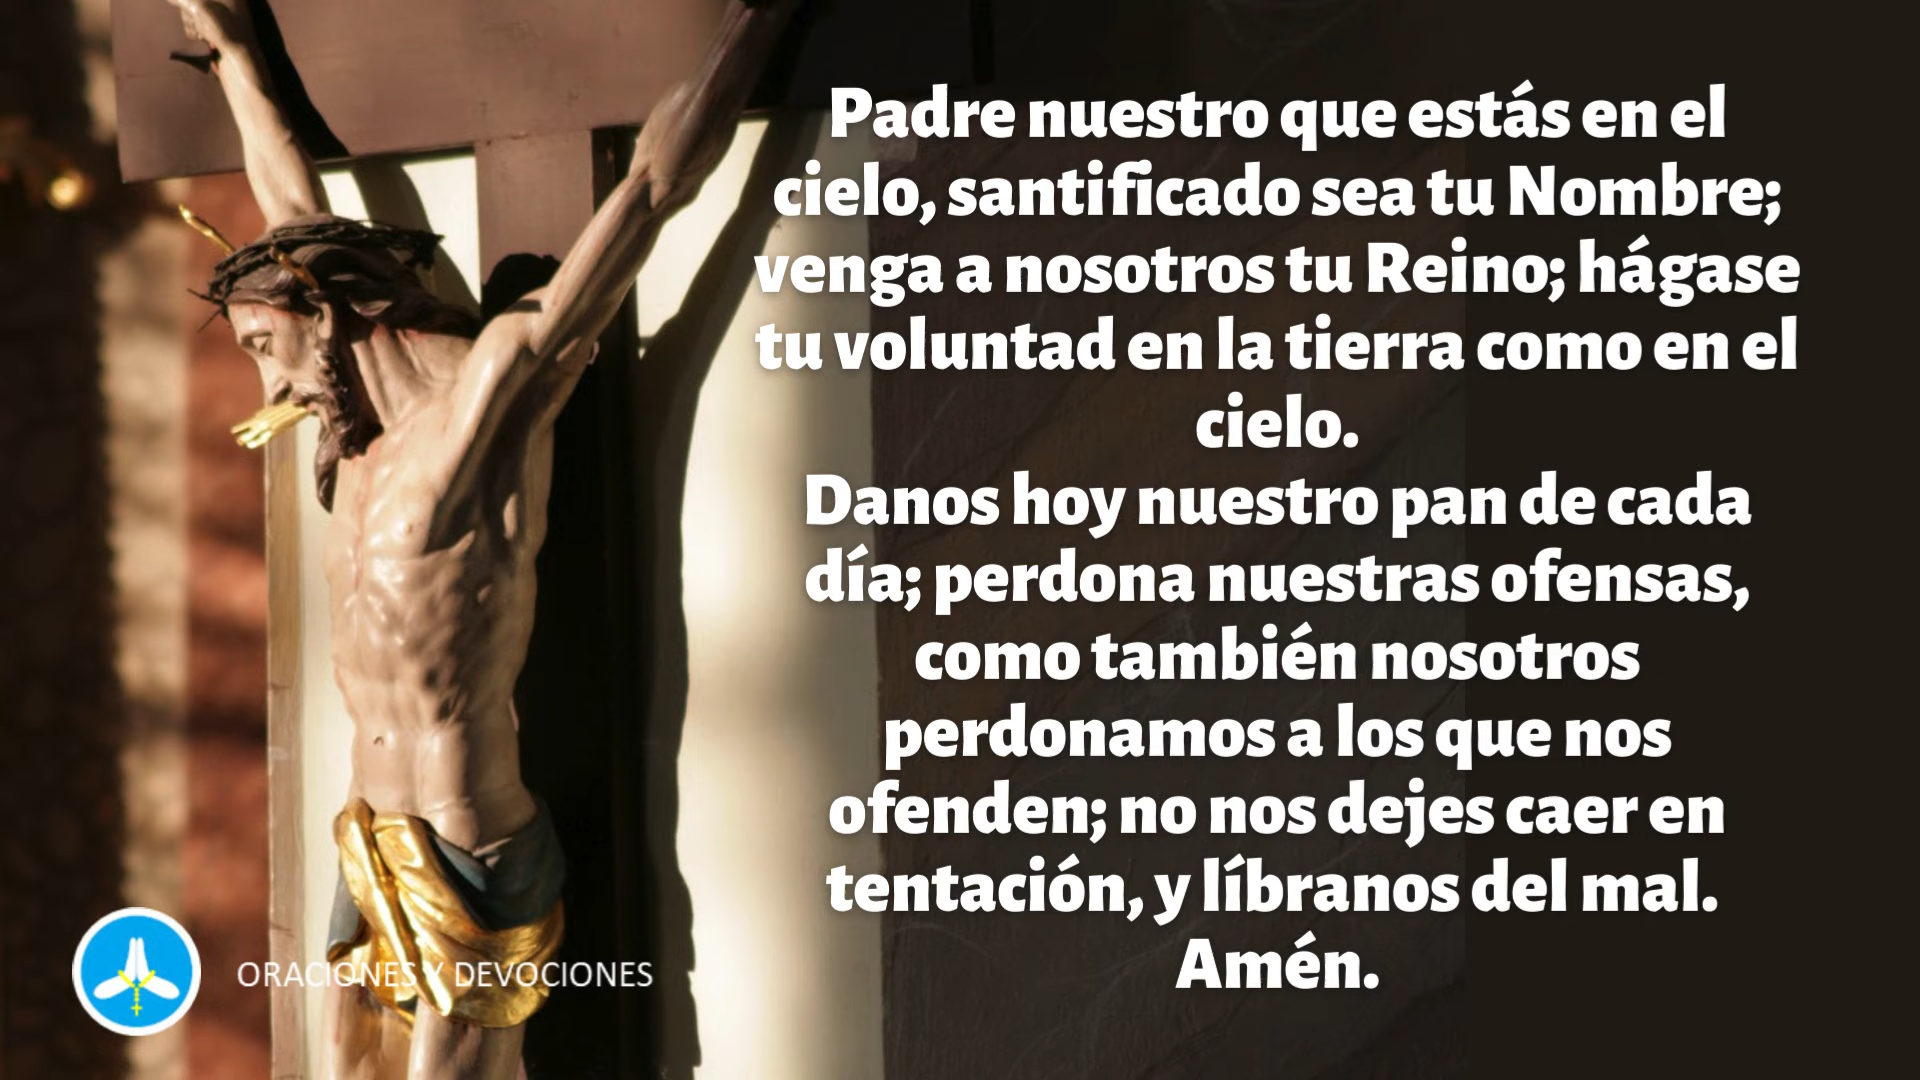 Padre nuestro que estás en el
cielo, santificado sea tu Nombre;
venga a nosotros tu Reino; hágase
tu voluntad en la tierra como en el
cielo.
Danos hoy nuestro pan de cada
día; perdona nuestras ofensas,
como también nosotros
perdonamos a los que nos
ofenden; no nos dejes caer en
tentación, y líbranos del mal.
Amén.
ORACIONES Y DEVOCIONES